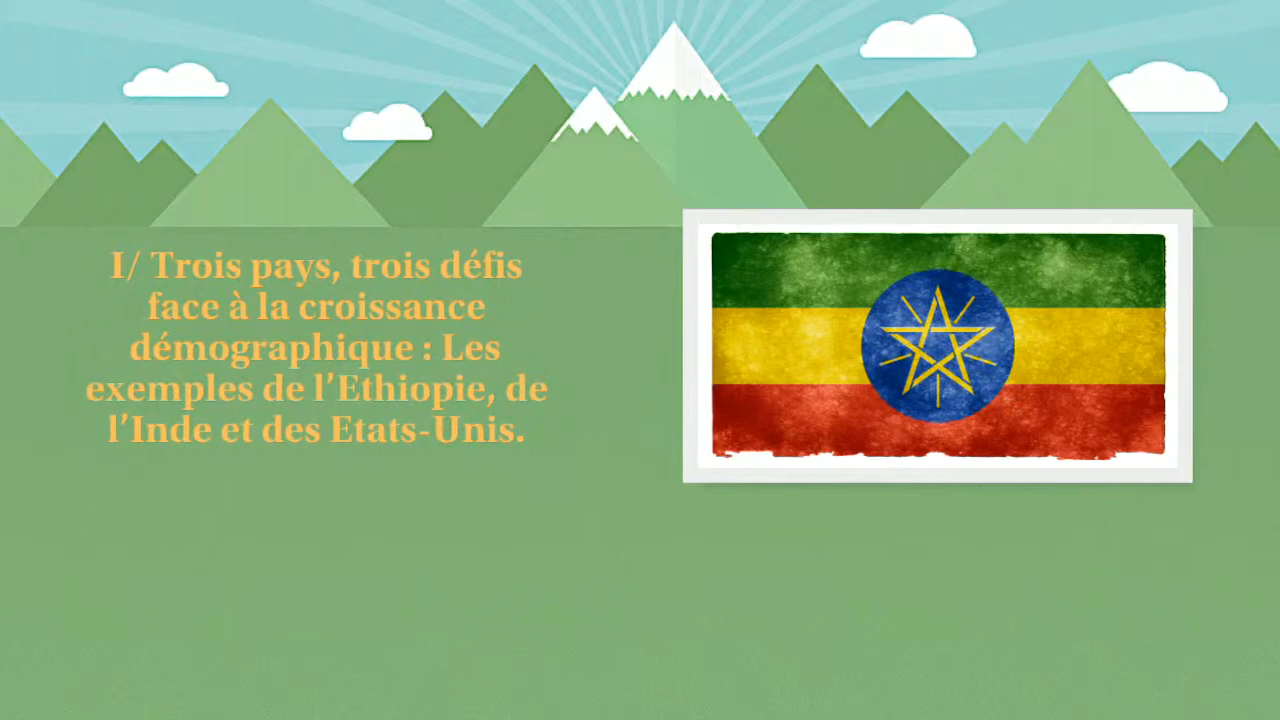 I/ Trois pays, trois défis
face à la croissance
démographique : Les
exemples de l’Ethiopie, de
l’Inde et des Etats-Unis.